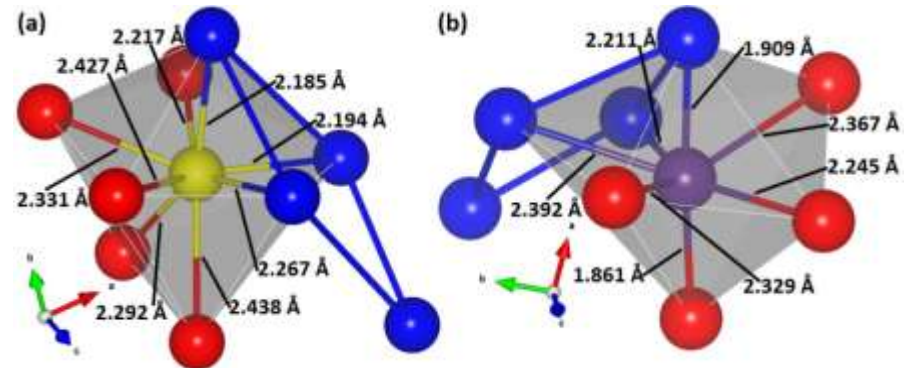 (a)
2.217 Å
2.427 Å
2.185 Å
2.194 Å
2.331 Å
2.267 Å
2.292 Å
2.438 Å
b
a
c
(b)
2.211 Å
1.909 Å
2.367 Å
2.245 Å
2.392 Å
1.861 Å
2.329 Å
a
b
c